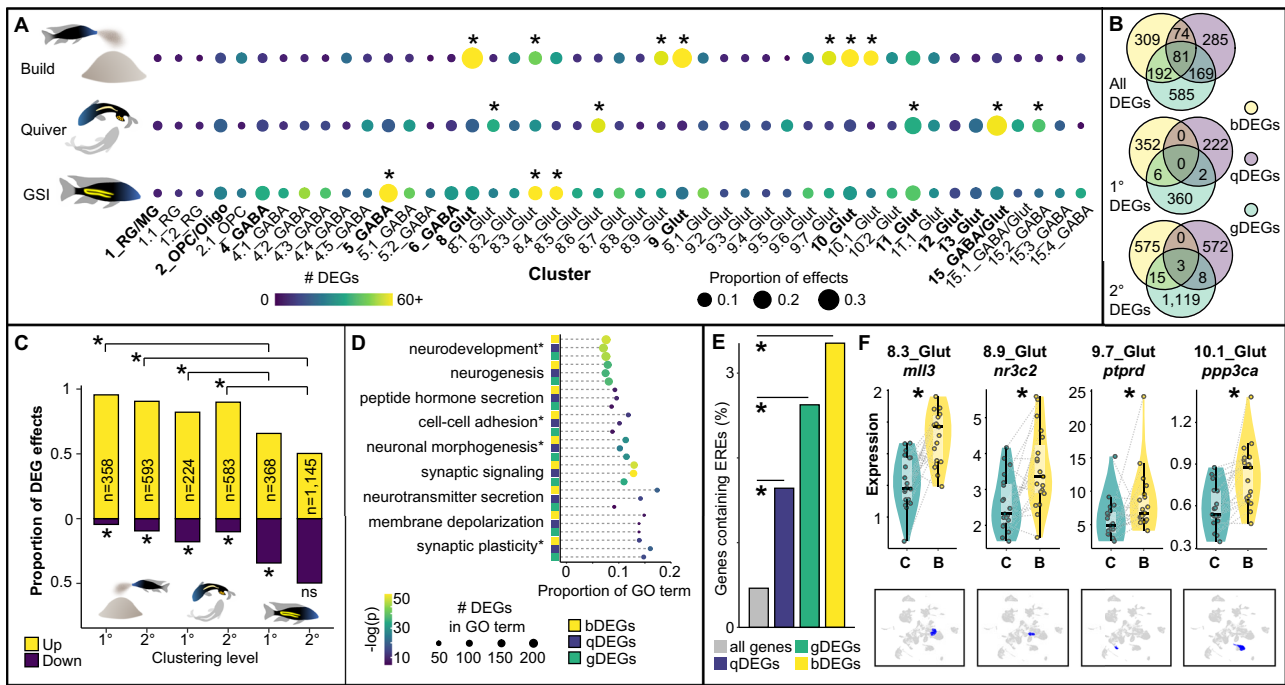 A
Build
Quiver
GSI
1_RG/MG
1.1_RG
1.2_RG
2_OPC/Oligo
2.1_OPC
4_GABA
4.1_GABA
4.2_GABA
4.3_GABA
4.4_GABA
4.5_GABA
5_GABA
5.1_GABA
5.2_GABA
6_GABA
8_Glut
8.1_Glut
8.2_Glut
8.3_Glut
8.4_Glut
8.5_Glut
8.6_Glut
8.7_Glut
8.8_Glut
8.9_Glut
9_Glut
9.1_Glut
9.2_Glut
9.3_Glut
9.4_Glut
9.5_Glut
9.6_Glut
9.7_Glut
10_Glut
10.1_Glut
10.2_Glut
11_Glut
11.1_Glut
12_Glut
13_Glut
15_GABA/Glut
15.1_GABA/Glut
15.2_GABA
15.3_GABA
15.4_GABA
# DEGs
0 60+
Cluster
Proportion of effects
0.1 0.2 0.3
B
309 74 285
81
192 169
585
All
DEGs
352 0 222
0
6 2
360
1°
DEGs
575 0 572
3
15 8
1,119
2°
DEGs
bDEGs
qDEGs
gDEGs
C
* * * *
Proportion of DEG effects
1
0.5
0
0.5
n=358
n=593
n=224
n=583
n=368
n=1,145
* * * * * ns
1° 2° 1° 2° 1° 2°
Clustering level
Up
Down
D
neurodevelopment*
neurogenesis
peptide hormone secretion
cell-cell adhesion*
neuronal morphogenesis*
synaptic signaling
neurotransmitter secretion
membrane depolarization
synaptic plasticity*
0 0.1 0.2
Proportion of GO term
-log(p)
50
30
10
# DEGs
in GO term
50 100 150 200
bDEGs
qDEGs
gDEGs
E
Genes containing EREs (%)
3
0
* * *
all genes
qDEGs
gDEGs
bDEGs
F
8.3_Glut
mll3
8.9_Glut
nr3c2
9.7_Glut
ptprd
10.1_Glut
ppp3ca
Expression
2
1
*
C B
5
4
3
2
*
C B
25
20
15
10
5
*
C B
1.2
0.9
0.6
0.3
*
C B